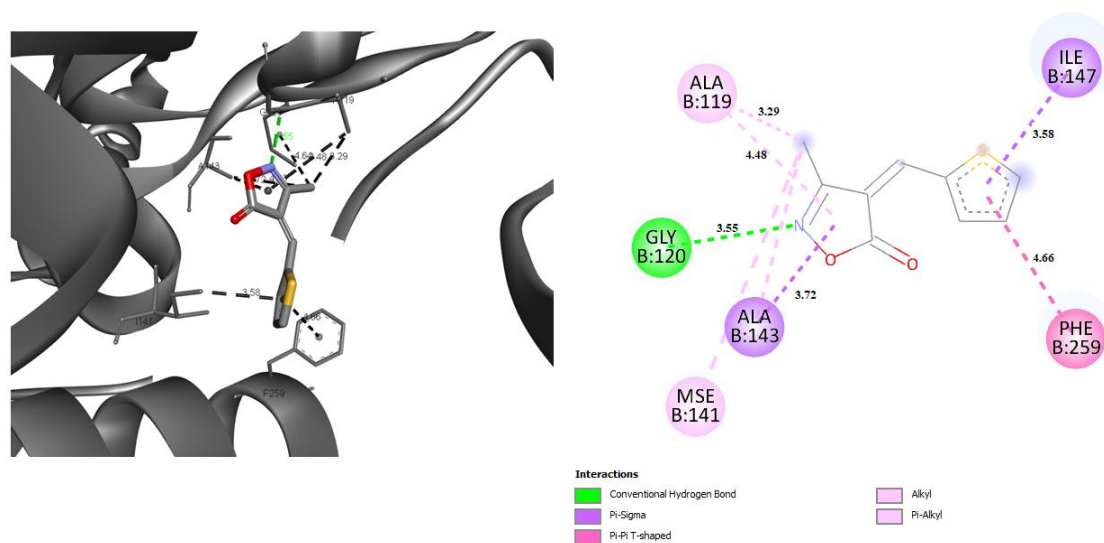 A143
I147
3.58
F259
ALA
B:119
3.29
4.48
GLY
B:120
3.55
N
O
O
3.72
ALA
B:143
MSE
B:141
S
ILE
B:147
3.58
4.66
PHE
B:259
Interactions
Conventional Hydrogen Bond
Pi-Sigma
Pi-Pi T-shaped
Alkyl
Pi-Alkyl